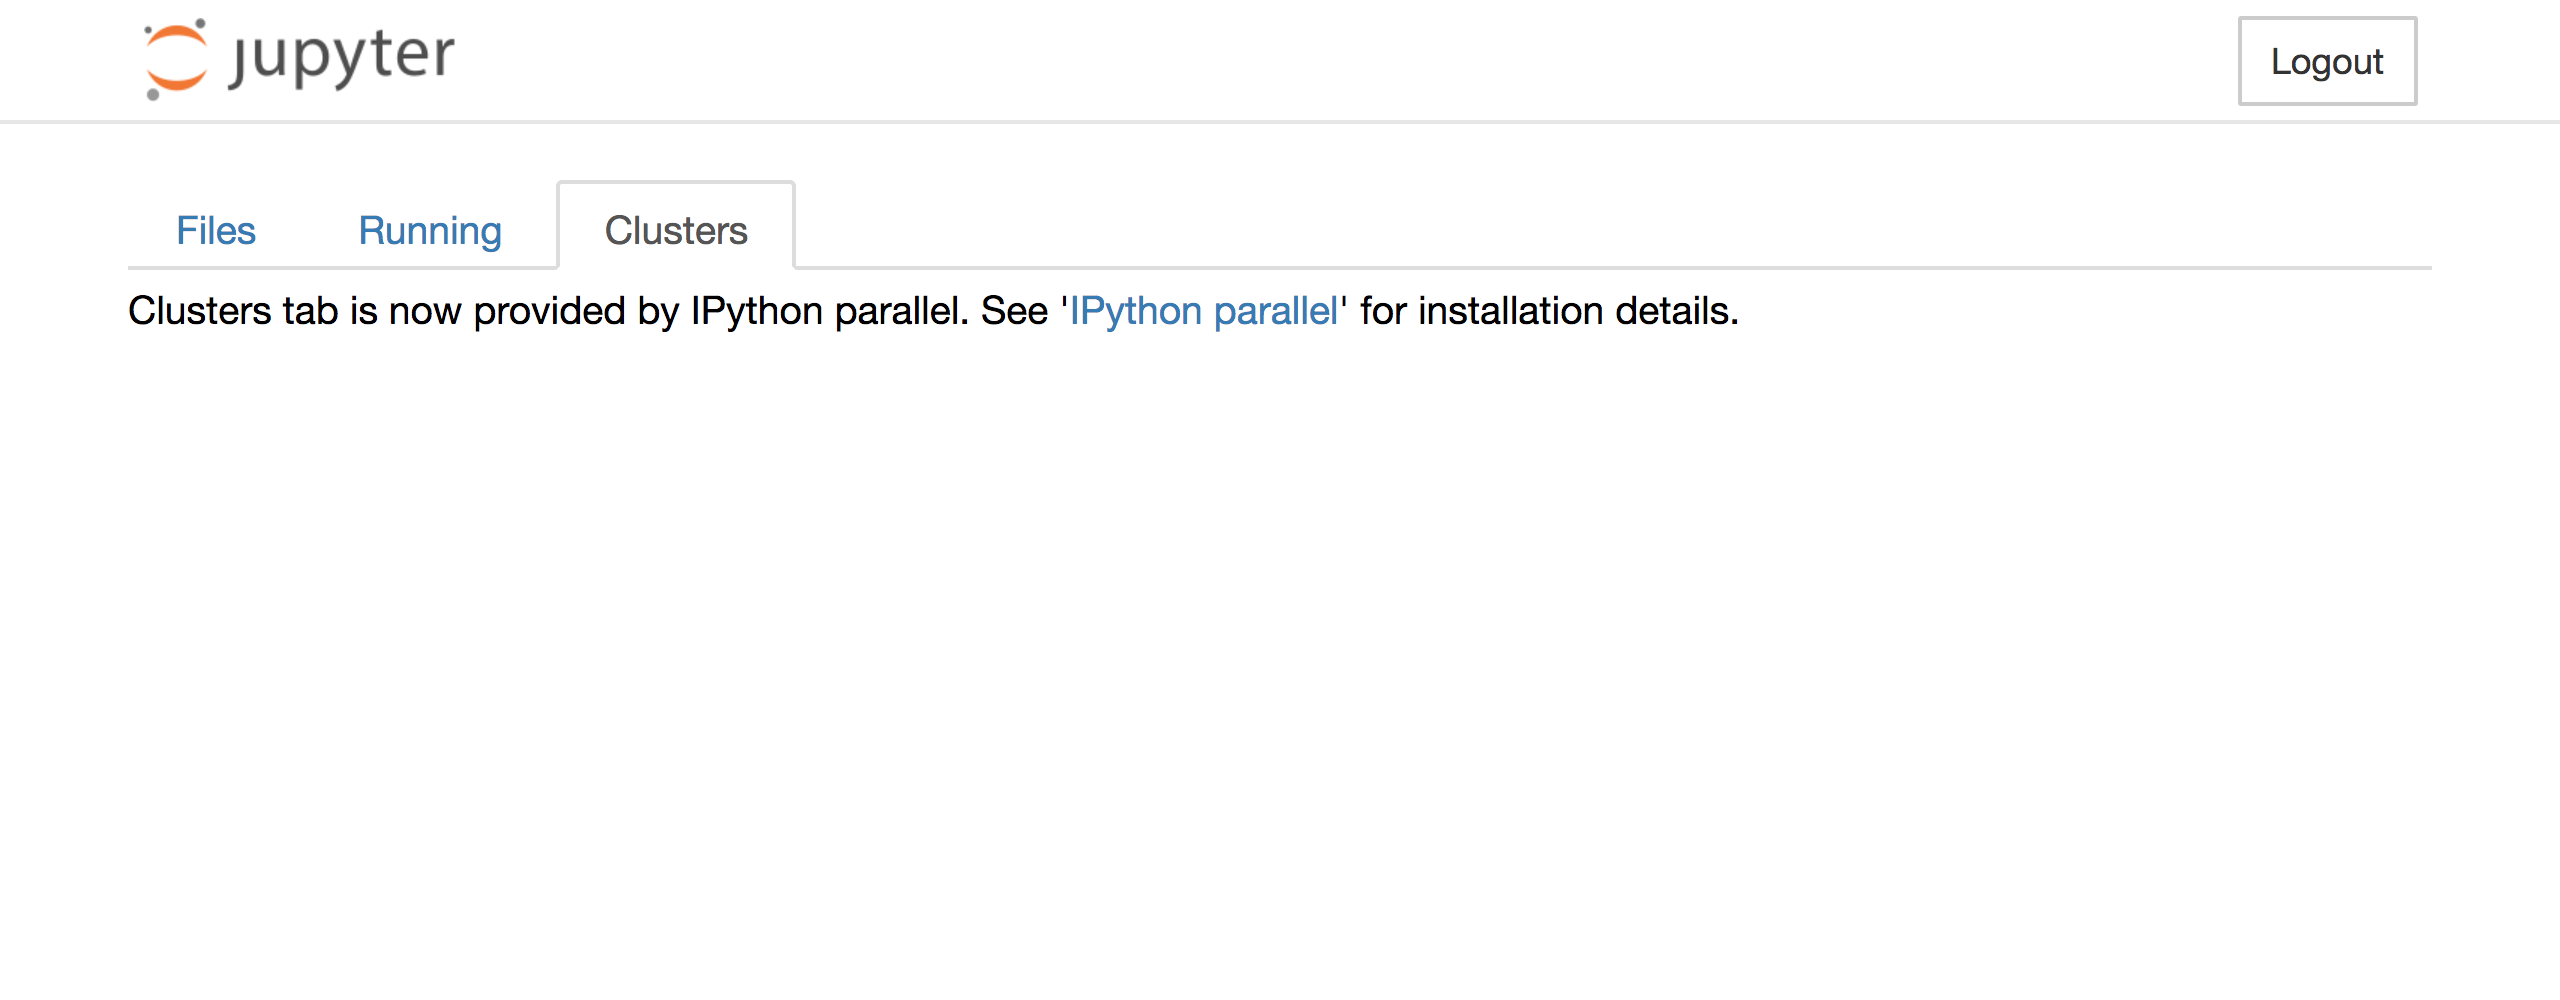 jupyter
Logout
Files Running Clusters
Clusters tab is now provided by IPython parallel. See 'IPython parallel' for installation details.